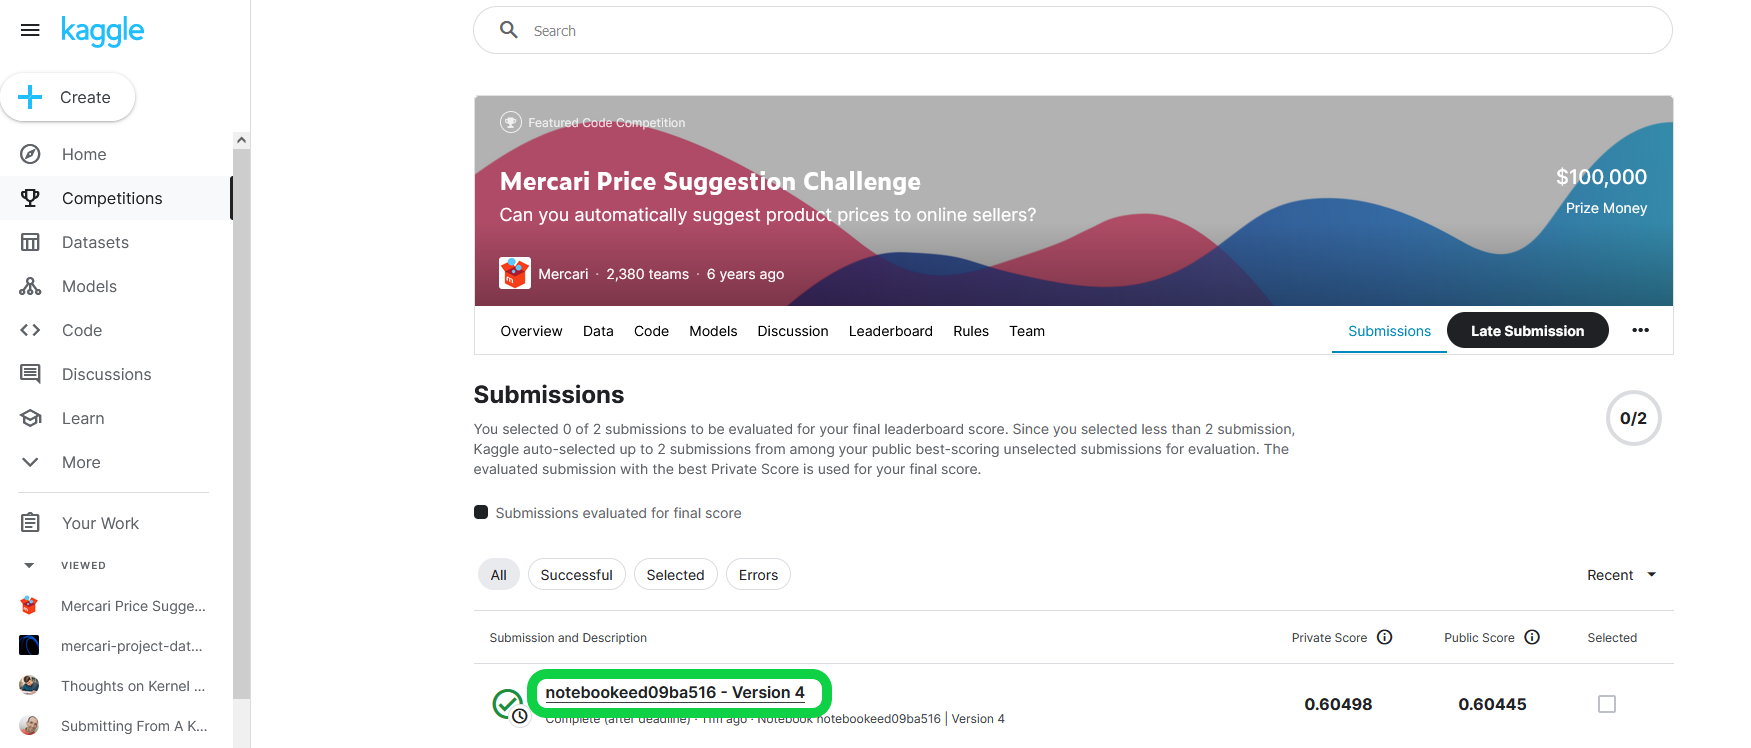 kaggle
Search
Create
Home
Competitions
Datasets
Models
Code
Discussions
Learn
More
Your Work
VIEWED
Mercari Price Sugge...
mercari-project-dat...
Thoughts on Kernel ...
Submitting From A K...
Featured Code Competition
Mercari Price Suggestion Challenge
Can you automatically suggest product prices to online sellers?
$100,000
Prize Money
Mercari · 2,380 teams · 6 years ago
Overview Data Code Models Discussion Leaderboard Rules Team Submissions Late Submission •••
Submissions
You selected 0 of 2 submissions to be evaluated for your final leaderboard score. Since you selected less than 2 submission,
Kaggle auto-selected up to 2 submissions from among your public best-scoring unselected submissions for evaluation. The
evaluated submission with the best Private Score is used for your final score.
0/2
Submissions evaluated for final score
All Successful Selected Errors Recent
Submission and Description Private Score Public Score Selected
notebookeed09ba516 - Version 4
0.60498 0.60445
Complete (after deadline) · 11m ago · Notebook notebookeed09ba516 | Version 4